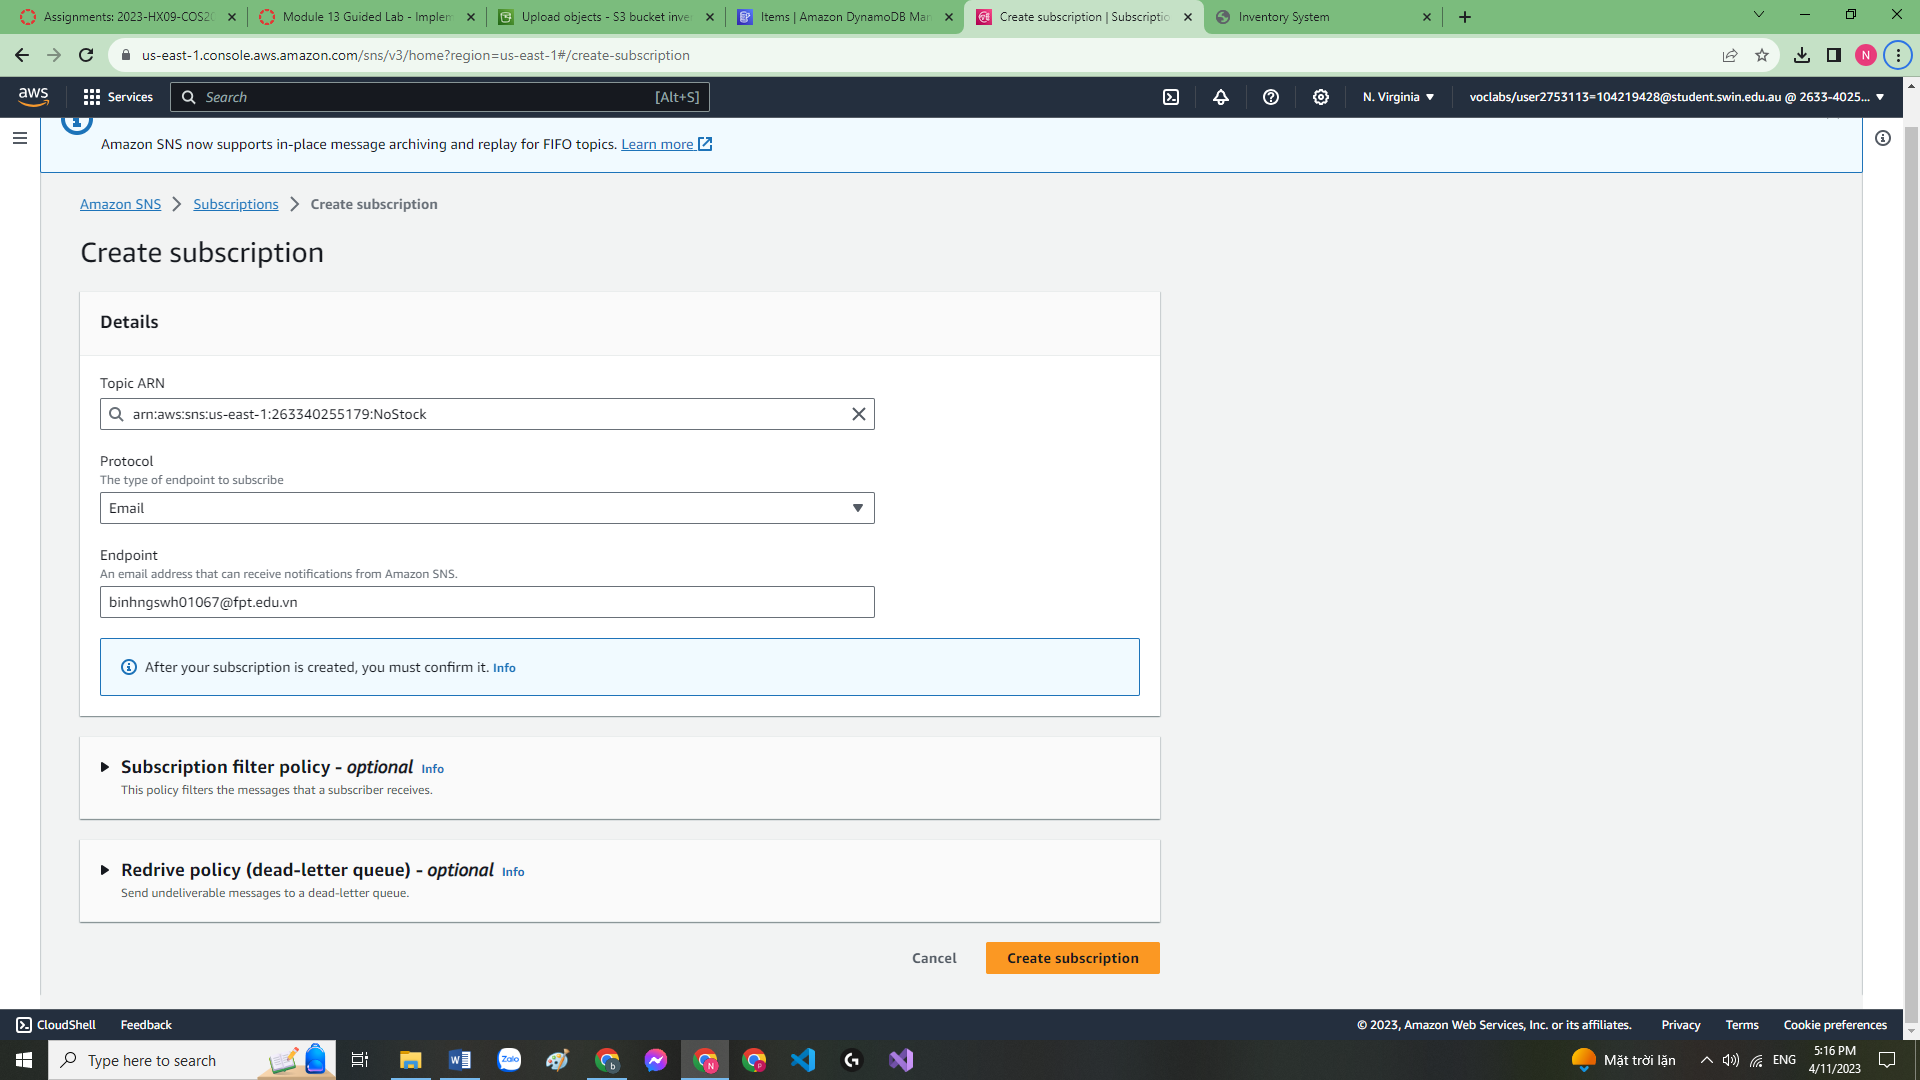 Assignments: 2023-HX09-COS20
Module 13 Guided Lab - Implem
Upload objects - S3 bucket inve
Items | Amazon DynamoDB Man
Create subscription | Subscriptio
Inventory System
us-east-1.console.aws.amazon.com/sns/v3/home?region=us-east-1#/create-subscription
N
aws
Services
Search
[Alt+S]
N. Virginia
voclabs/user2753113=104219428@student.swin.edu.au @ 2633-4025...
Amazon SNS now supports in-place message archiving and replay for FIFO topics. Learn more
Amazon SNS
Subscriptions
Create subscription
Create subscription
Details
Topic ARN
arn:aws:sns:us-east-1:263340255179:NoStock
Protocol
The type of endpoint to subscribe
Email
Endpoint
An email address that can receive notifications from Amazon SNS.
binhngswh01067@fpt.edu.vn
After your subscription is created, you must confirm it. Info
Subscription filter policy - optional Info
This policy filters the messages that a subscriber receives.
Redrive policy (dead-letter queue) - optional Info
Send undeliverable messages to a dead-letter queue.
Cancel
Create subscription
CloudShell
Feedback
© 2023, Amazon Web Services, Inc. or its affiliates.
Privacy
Terms
Cookie preferences
Type here to search
Zalo
Mặt trời lặn
ENG
5:16 PM
4/11/2023